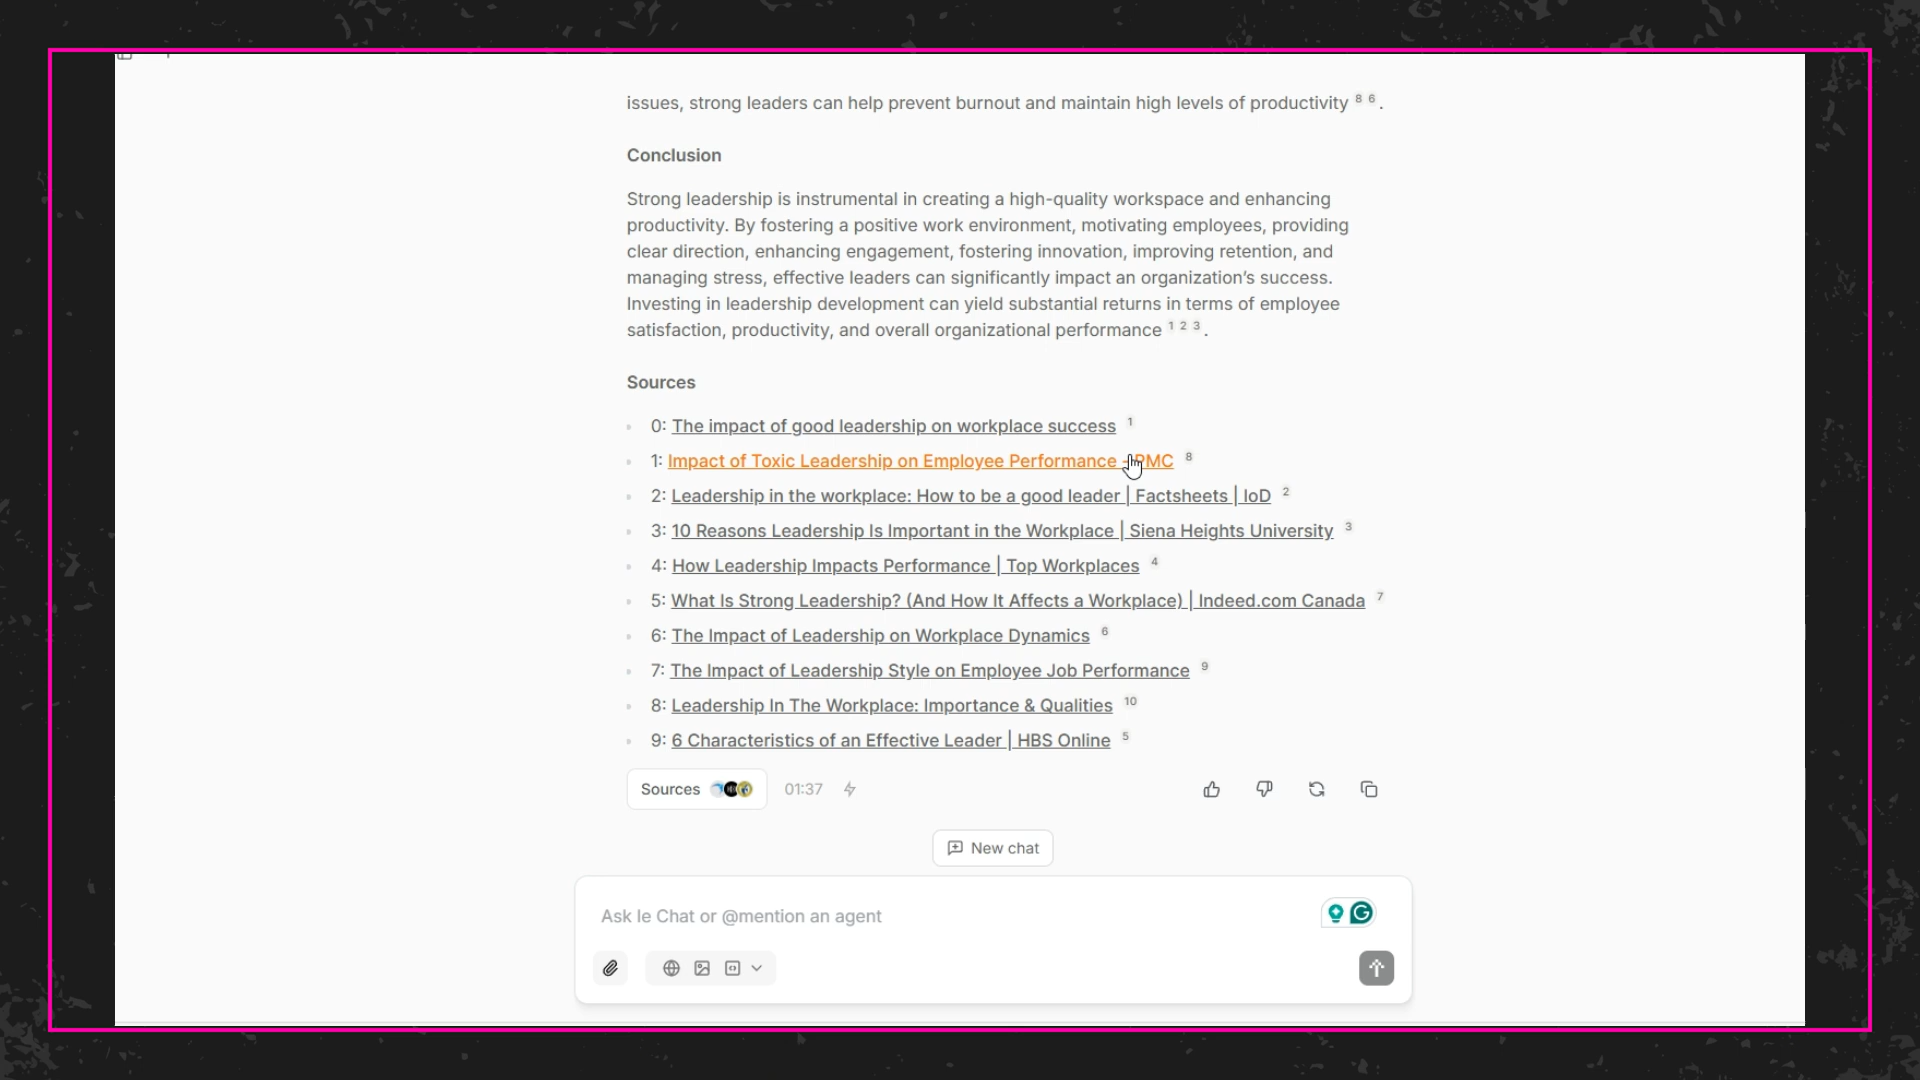 issues, strong leaders can help prevent burnout and maintain high levels of productivity 8 6 .
Conclusion
Strong leadership is instrumental in creating a high-quality workspace and enhancing
productivity. By fostering a positive work environment, motivating employees, providing
clear direction, enhancing engagement, fostering innovation, improving retention, and
managing stress, effective leaders can significantly impact an organization's success.
Investing in leadership development can yield substantial returns in terms of employee
satisfaction, productivity, and overall organizational performance 1 2 3 .
Sources
0: The impact of good leadership on workplace success 1
1: Impact of Toxic Leadership on Employee Performance - PMC 8
2: Leadership in the workplace: How to be a good leader | Factsheets | IoD 2
3: 10 Reasons Leadership Is Important in the Workplace | Siena Heights University 3
4: How Leadership Impacts Performance | Top Workplaces 4
5: What Is Strong Leadership? (And How It Affects a Workplace) | Indeed.com Canada 7
6: The Impact of Leadership on Workplace Dynamics 6
7: The Impact of Leadership Style on Employee Job Performance 9
8: Leadership In The Workplace: Importance & Qualities 10
9: 6 Characteristics of an Effective Leader | HBS Online 5
Sources 01:37
New chat
Ask le Chat or @mention an agent